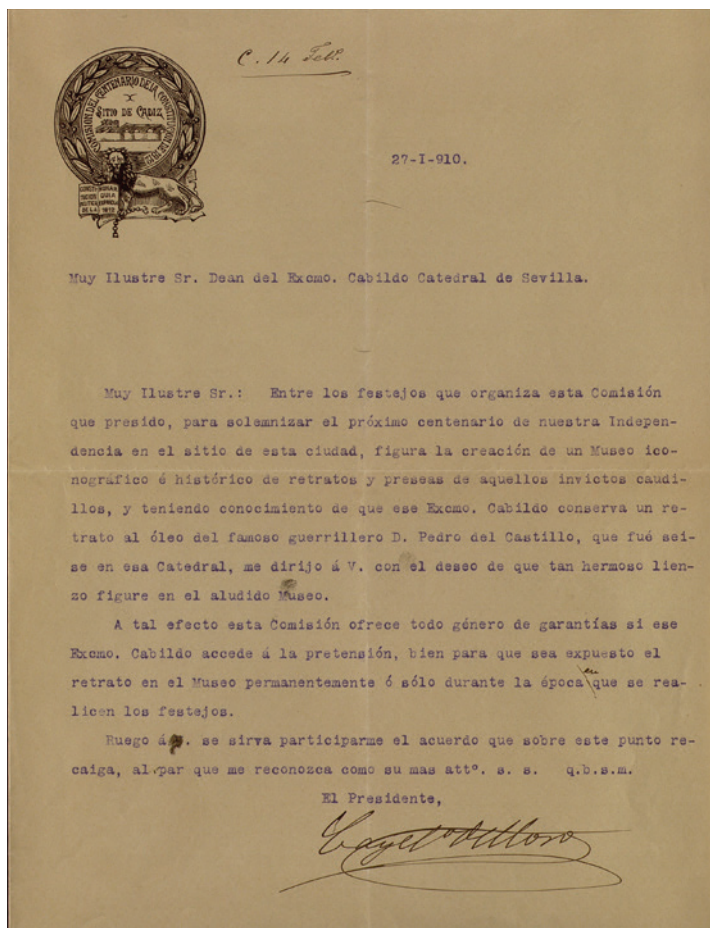 C. 14 Feb.
COMISION DEL CENTENARIO DE LA CONSTITUCION DE 1812
Y
SITIO DE CADIZ
27-I-910.
Muy Ilustre Sr. Dean del Excmo. Cabildo Catedral de Sevilla.
Muy Ilustre Sr.: Entre los festejos que organiza esta Comisión
que presido, para solemnizar el próximo centenario de nuestra Indepen-
dencia en el sitio de esta ciudad, figura la creación de un Museo ico-
nográfico é histérico de retratos y preseas de aquellos invictos caudi-
llos, y teniendo conocimiento de que ese Excmo. Cabildo conserva un re-
trato al óleo del famoso guerrillero D. Pedro del Castillo, que fué sei-
se en esa Catedral, me dirijo á V. con el deseo de que tan hermoso lien-
zo figure en el aludido Museo.
A tal efecto esta Comisión ofrece todo género de garantías si ese
Excmo. Cabildo accede á la pretensión, bien para que sea expuesto el
retrato en el Museo permanentemente ó sólo durante la época en que se rea-
licen los festejos.
Ruego á V. se sirva participarme el acuerdo que sobre este punto re-
caiga, al par que me reconozca como su mas attº. s. s. q.b.s.m.
El Presidente,
Cayetº del Toro